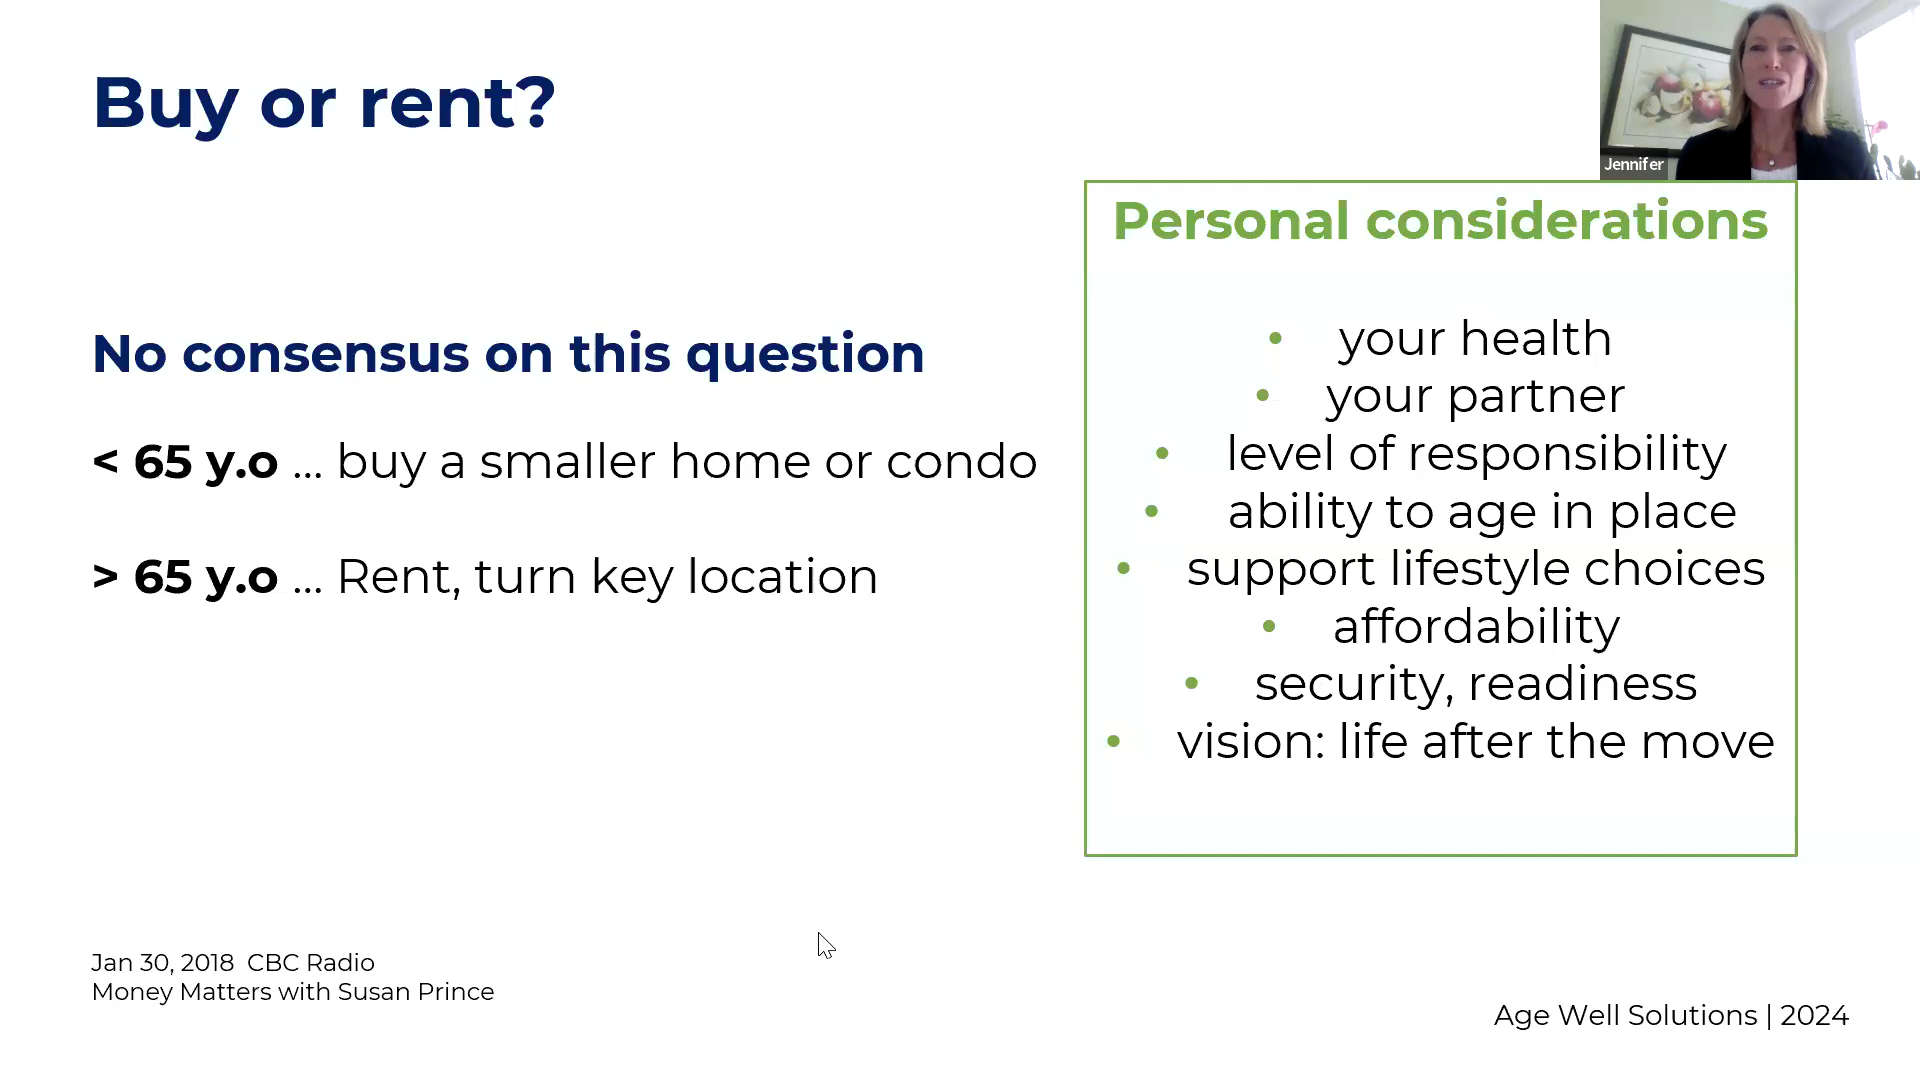 Buy or rent?
Jennifer
Personal considerations
No consensus on this question
< 65 y.o ... buy a smaller home or condo
> 65 y.o ... Rent, turn key location
• your health
• your partner
• level of responsibility
• ability to age in place
• support lifestyle choices
• affordability
• security, readiness
• vision: life after the move
Jan 30, 2018 CBC Radio
Money Matters with Susan Prince
Age Well Solutions | 2024